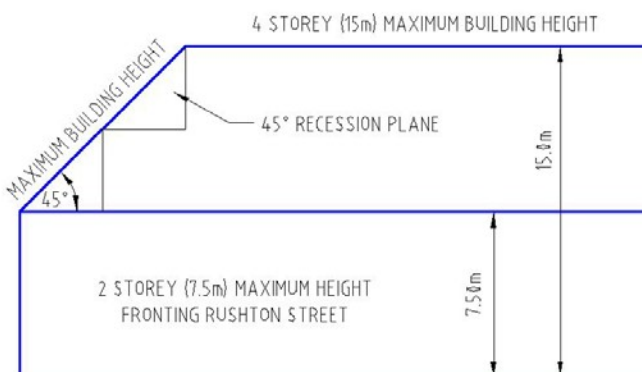 4 STOREY (15m) MAXIMUM BUILDING HEIGHT
MAXIMUM BUILDING HEIGHT
45° RECESSION PLANE
45°
15.0m
2 STOREY (7.5m) MAXIMUM HEIGHT
FRONTING RUSHTON STREET
7.50m